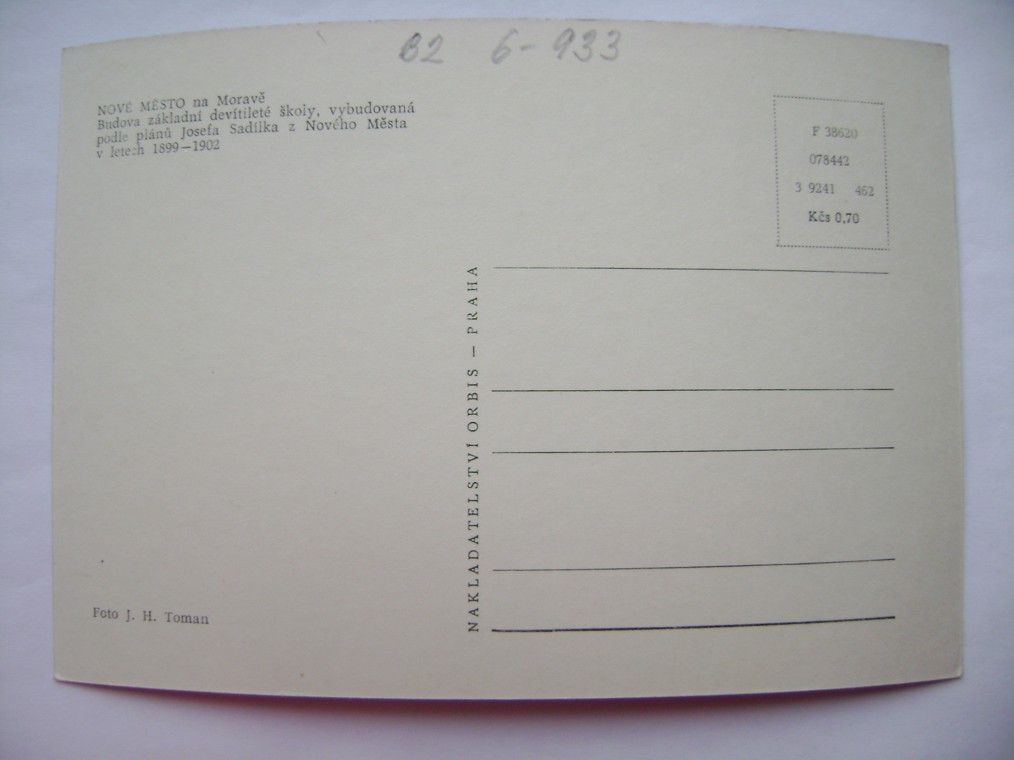 B2 6-933
NOVÉ MĚSTO na Moravě
Budova základní devítileté školy, vybudovaná
podle plánů Josefa Sadílka z Nového Města
v letech 1899—1902
F 38620
078442
3 9241 462
Kčs 0,70
NAKLADATELSTVÍ ORBIS — PRAHA
Foto J. H. Toman